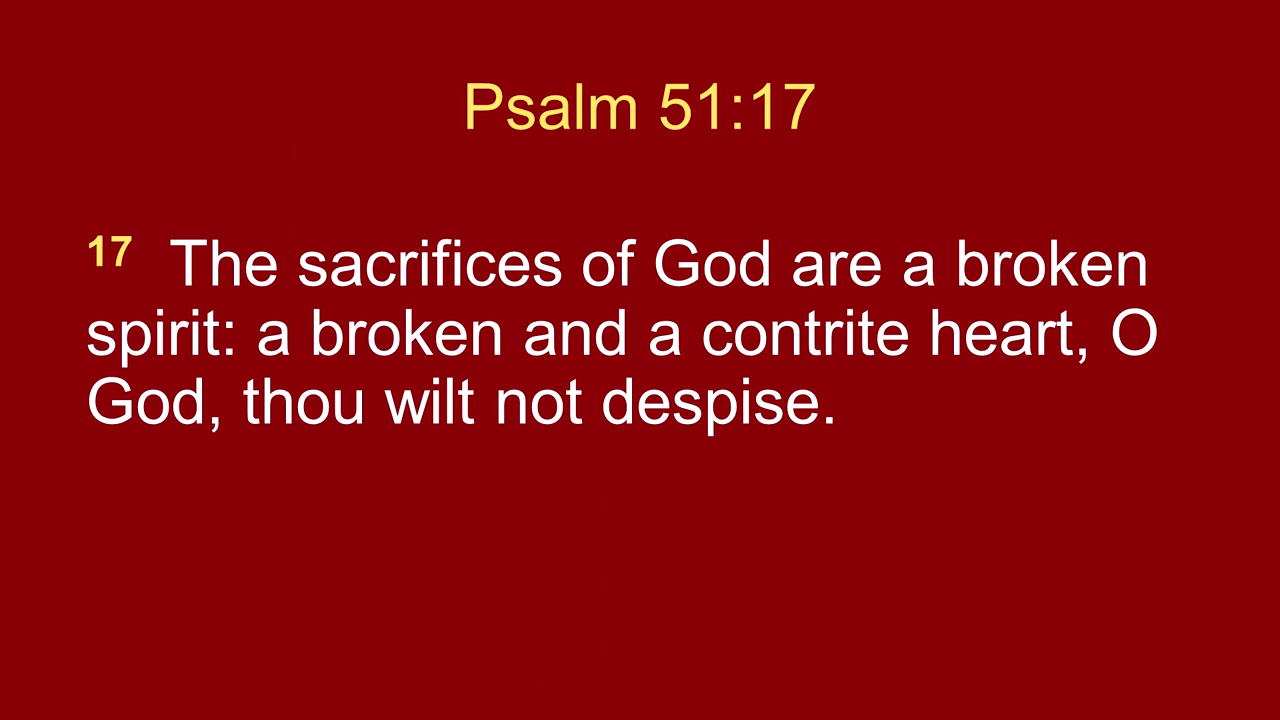 Psalm 51:17
17 The sacrifices of God are a broken
spirit: a broken and a contrite heart, O
God, thou wilt not despise.